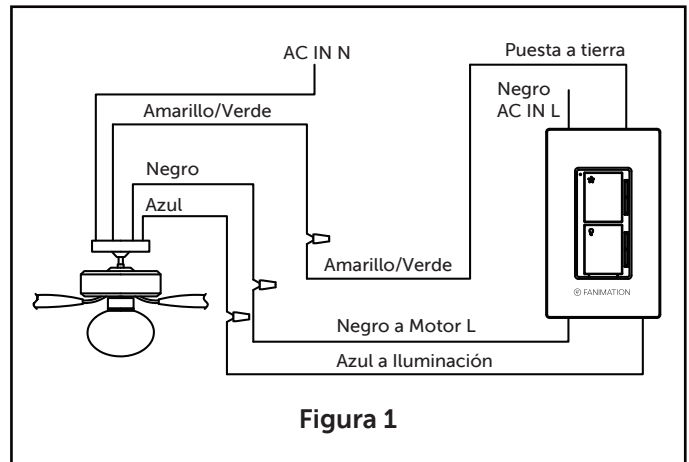 AC IN N
Puesta a tierra
Negro
AC IN L
Amarillo/Verde
Negro
Azul
Amarillo/Verde
FANIMATION
Negro a Motor L
Azul a Iluminación
Figura 1